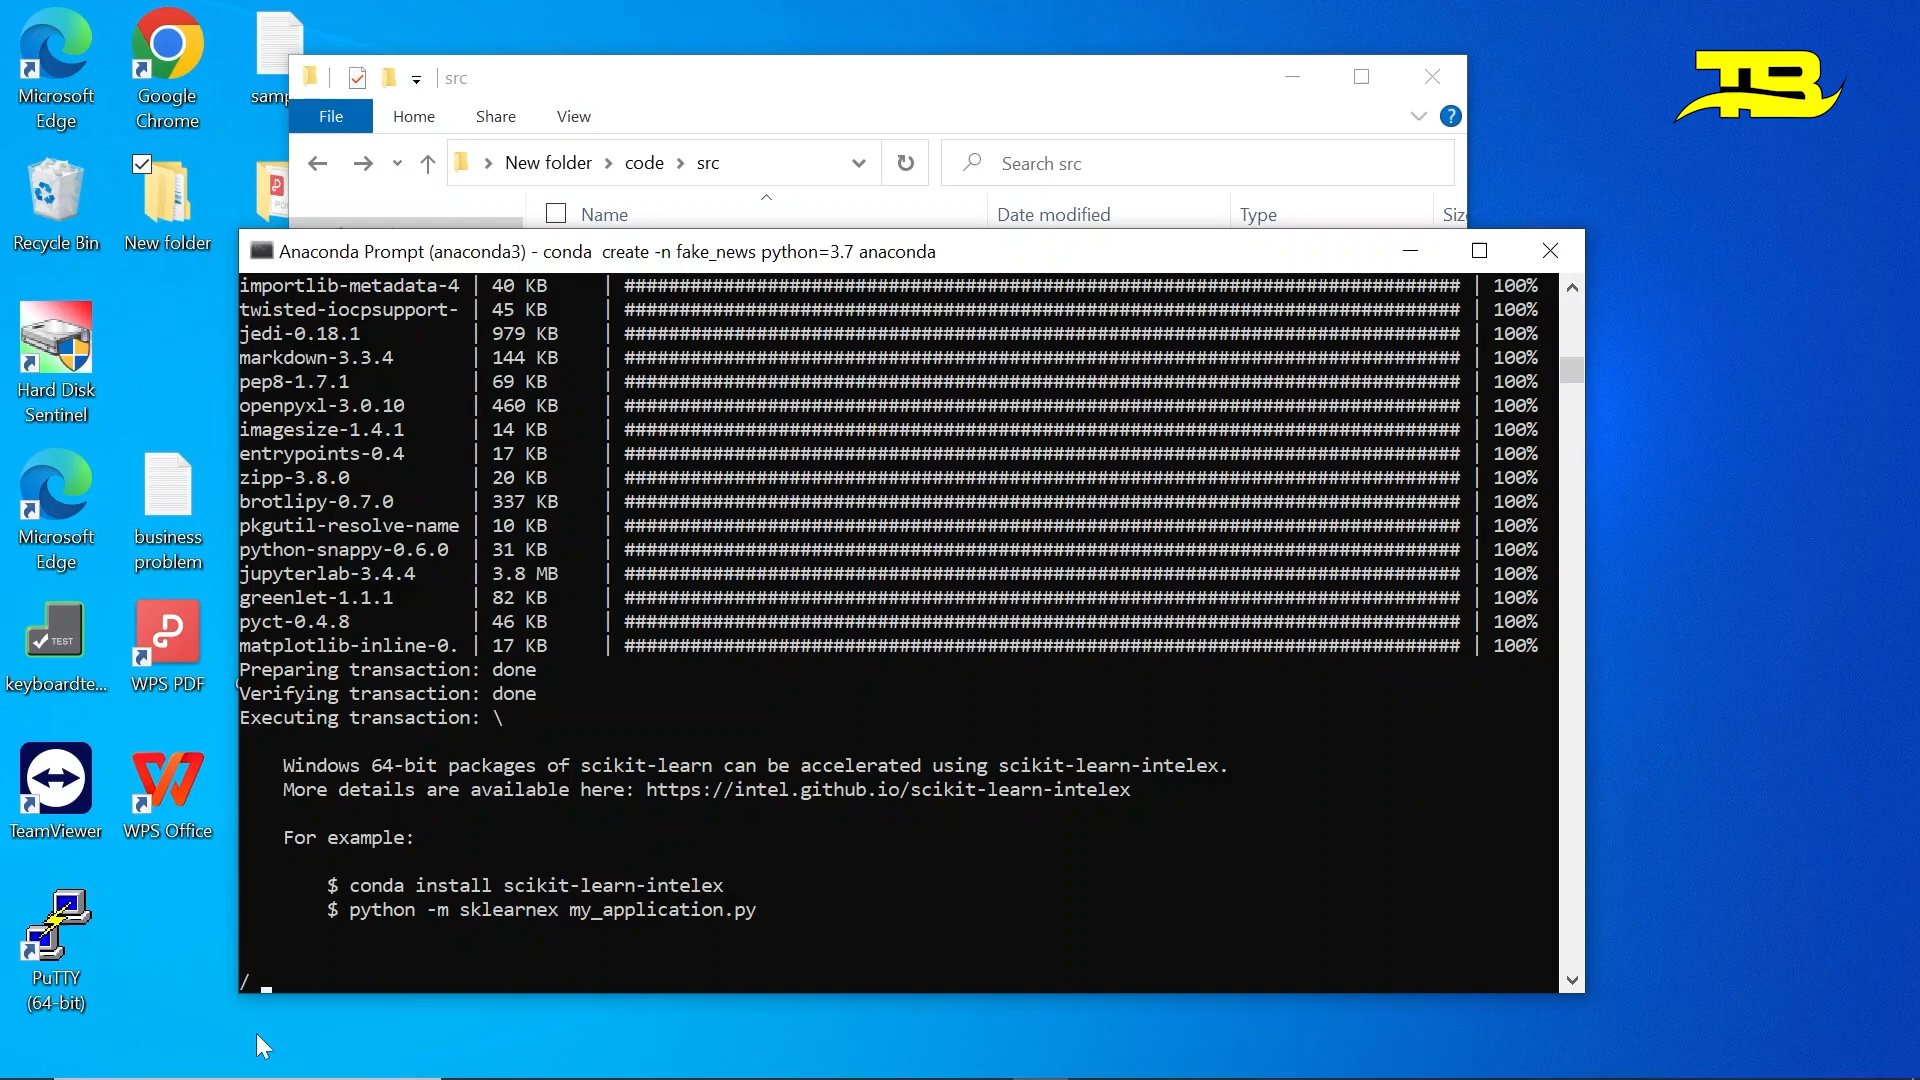 Microsoft
Edge
Google
Chrome
samp
Recycle Bin
New folder
Hard Disk
Sentinel
Microsoft
Edge
business
problem
TEST
keyboardte...
WPS PDF
TeamViewer
WPS Office
PuTTY
(64-bit)
TB
src
File
Home
Share
View
?
New folder > code > src
Search src
Name
Date modified
Type
Siz
Anaconda Prompt (anaconda3) - conda  create -n fake_news python=3.7 anaconda
importlib-metadata-4 | 40 KB     | ############################################################################ | 100%
twisted-iocpsupport- | 45 KB     | ############################################################################ | 100%
jedi-0.18.1          | 979 KB    | ############################################################################ | 100%
markdown-3.3.4       | 144 KB    | ############################################################################ | 100%
pep8-1.7.1           | 69 KB     | ############################################################################ | 100%
openpyxl-3.0.10      | 460 KB    | ############################################################################ | 100%
imagesize-1.4.1      | 14 KB     | ############################################################################ | 100%
entrypoints-0.4      | 17 KB     | ############################################################################ | 100%
zipp-3.8.0           | 20 KB     | ############################################################################ | 100%
brotlipy-0.7.0       | 337 KB    | ############################################################################ | 100%
pkgutil-resolve-name | 10 KB     | ############################################################################ | 100%
python-snappy-0.6.0  | 31 KB     | ############################################################################ | 100%
jupyterlab-3.4.4     | 3.8 MB    | ############################################################################ | 100%
greenlet-1.1.1       | 82 KB     | ############################################################################ | 100%
pyct-0.4.8           | 46 KB     | ############################################################################ | 100%
matplotlib-inline-0. | 17 KB     | ############################################################################ | 100%
Preparing transaction: done
Verifying transaction: done
Executing transaction: \
Windows 64-bit packages of scikit-learn can be accelerated using scikit-learn-intelex.
More details are available here: https://intel.github.io/scikit-learn-intelex
For example:
$ conda install scikit-learn-intelex
$ python -m sklearnex my_application.py
/